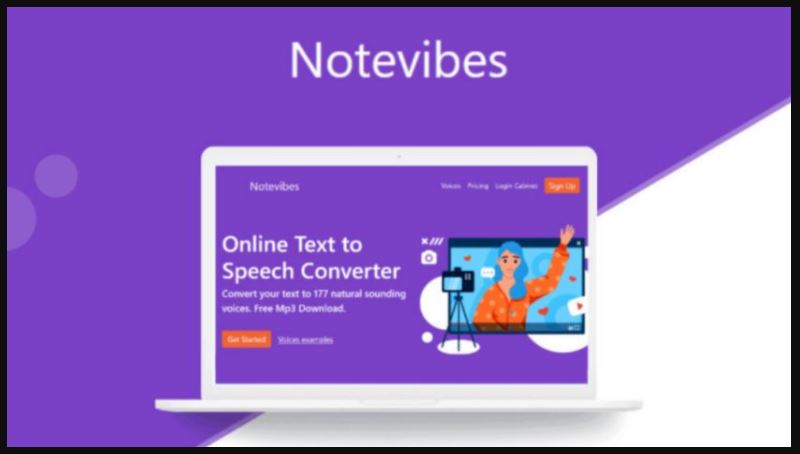 Notevibes
Notevibes
Voices Pricing Login Cabinet Sign Up
Online Text to
Speech Converter
Convert your text to 177 natural sounding
voices. Free Mp3 Download.
Get Started Voices examples